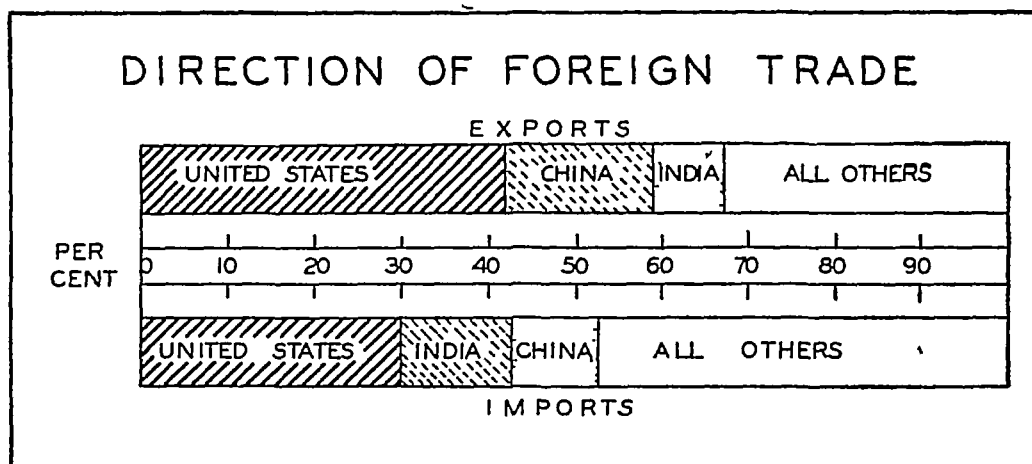 DIRECTION OF FOREIGN TRADE
EXPORTS
UNITED STATES CHINA INDIA ALL OTHERS
PER CENT
0 10 20 30 40 50 60 70 80 90
UNITED STATES INDIA CHINA ALL OTHERS
IMPORTS